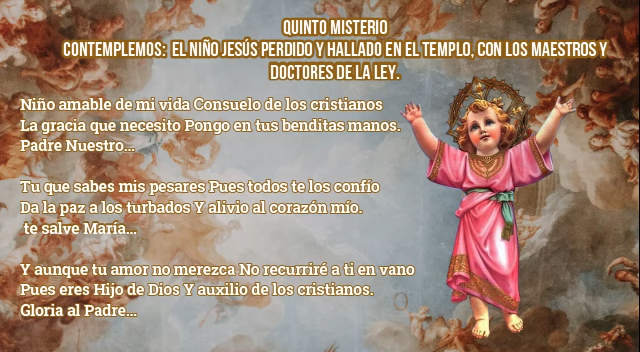 QUINTO MISTERIO
CONTEMPLEMOS: EL NIÑO JESÚS PERDIDO Y HALLADO EN EL TEMPLO, CON LOS MAESTROS Y
DOCTORES DE LA LEY.
Niño amable de mi vida Consuelo de los cristianos
La gracia que necesito Pongo en tus benditas manos.
Padre Nuestro...
Tu que sabes mis pesares Pues todos te los confío
Da la paz a los turbados Y alivio al corazón mío.
te salve María...
Y aunque tu amor no merezca No recurriré a ti en vano
Pues eres Hijo de Dios Y auxilio de los cristianos.
Gloria al Padre...